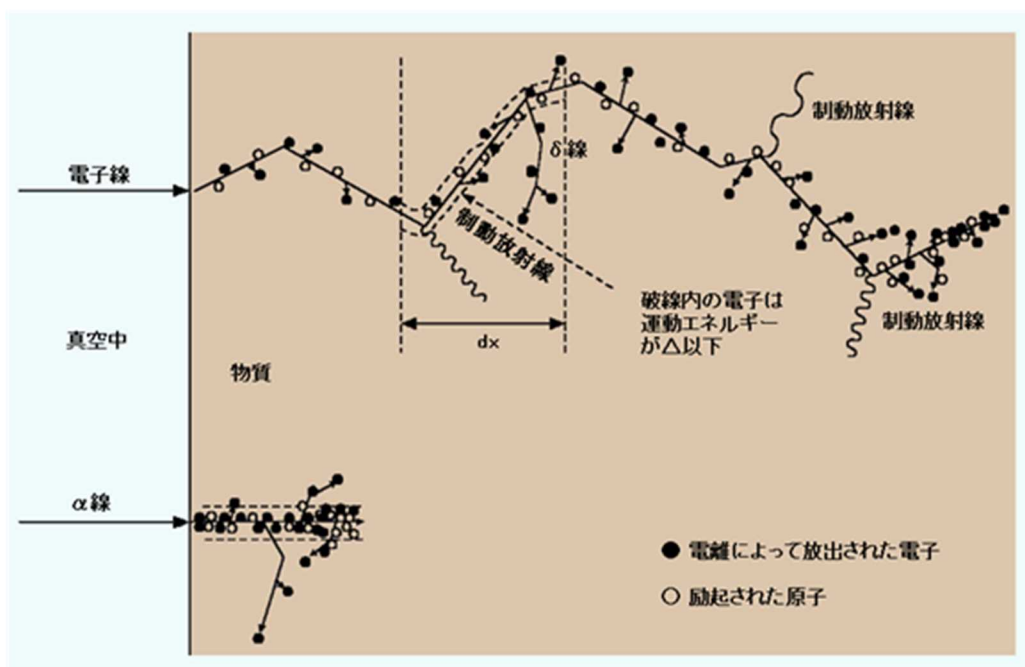 電子線
制動放射線
δ線
制動放射線
破線内の電子は
運動エネルギー
が△以下
制動放射線
dx
真空中
物質
α線
電離によって放出された電子
励起された原子